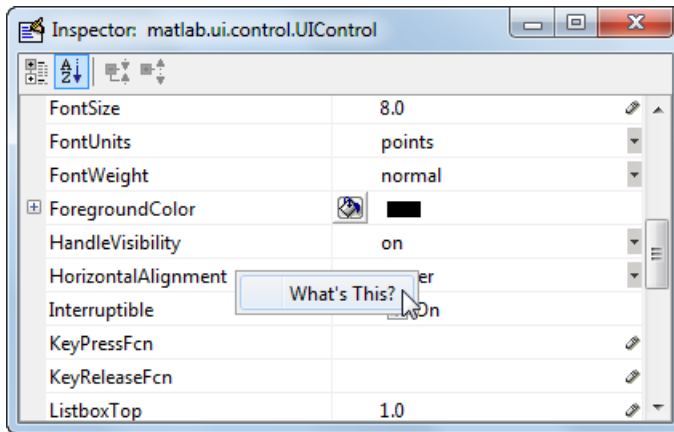 Inspector: matlab.ui.control.UIControl
FontSize 8.0
FontUnits points
FontWeight normal
ForegroundColor
HandleVisibility on
HorizontalAlignment
What's This?
Interruptible On
KeyPressFcn
KeyReleaseFcn
ListboxTop 1.0